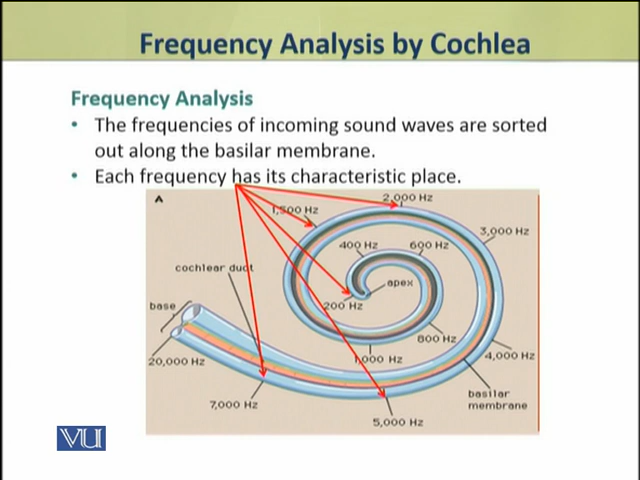 Frequency Analysis by Cochlea
Frequency Analysis
• The frequencies of incoming sound waves are sorted
out along the basilar membrane.
• Each frequency has its characteristic place.
A
2,000 Hz
1,500 Hz
3,000 Hz
400 Hz
600 Hz
cochlear duct
apex
base
200 Hz
800 Hz
20,000 Hz
1,000 Hz
4,000 Hz
basilar
membrane
7,000 Hz
5,000 Hz
VU